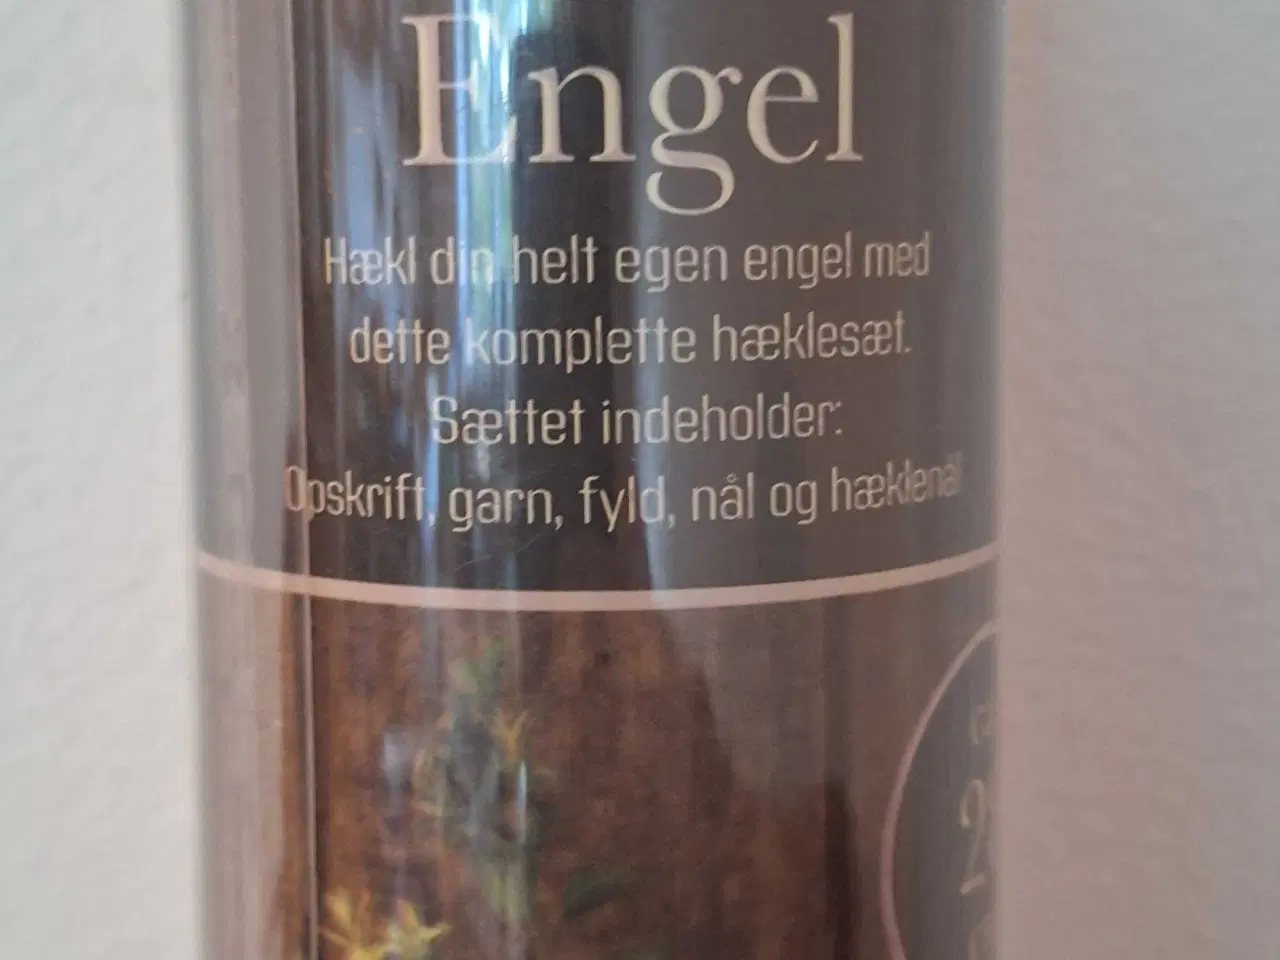 Engel
Hækl din helt egen engel med
dette komplette hæklesæt.
Sættet indeholder:
Opskrift, garn, fyld, nål og hæklenål